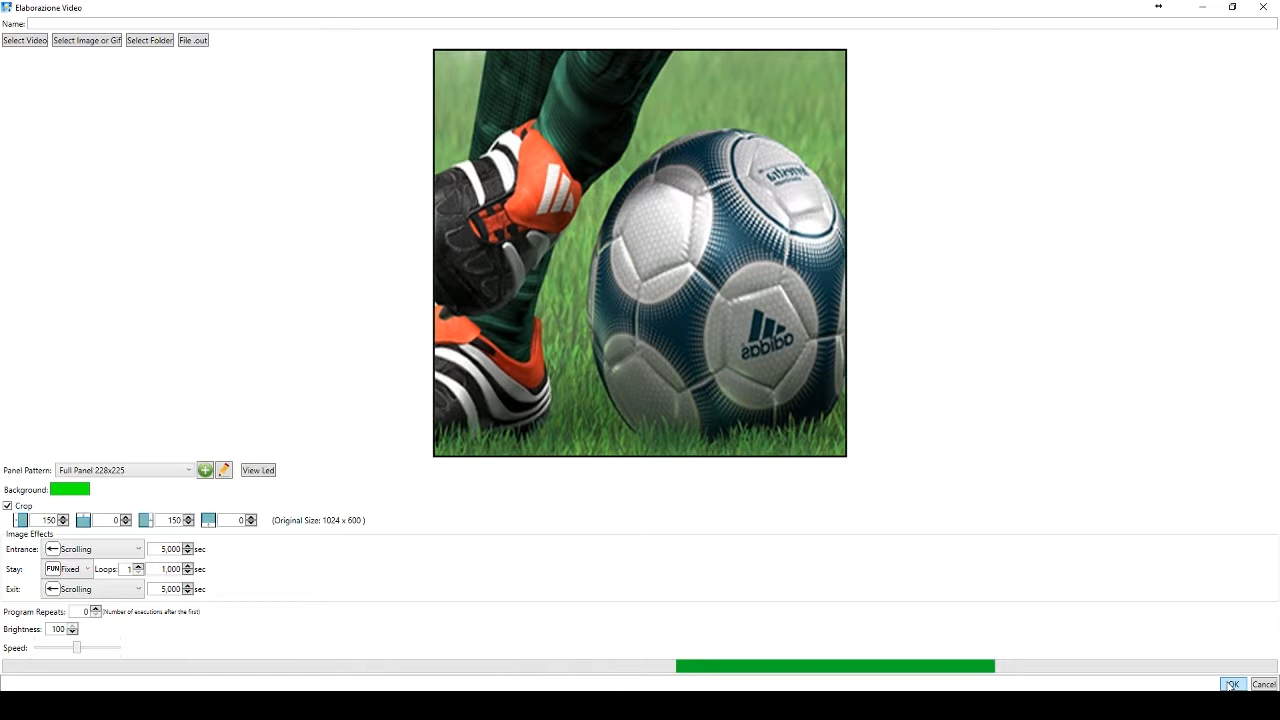 Elaborazione Video
Name:
Select Video Select Image or Gif Select Folder File .out
adidas
Panel Pattern: Full Panel 228x225 View Led
Background:
Crop
150 0 150 0 (Original Size: 1024 x 600 )
Image Effects
Entrance: Scrolling 5,000 sec
Stay: FUN Fixed Loops: 1 1,000 sec
Exit: Scrolling 5,000 sec
Program Repeats: 0 (Number of executions after the first)
Brightness: 100
Speed:
OK Cancel